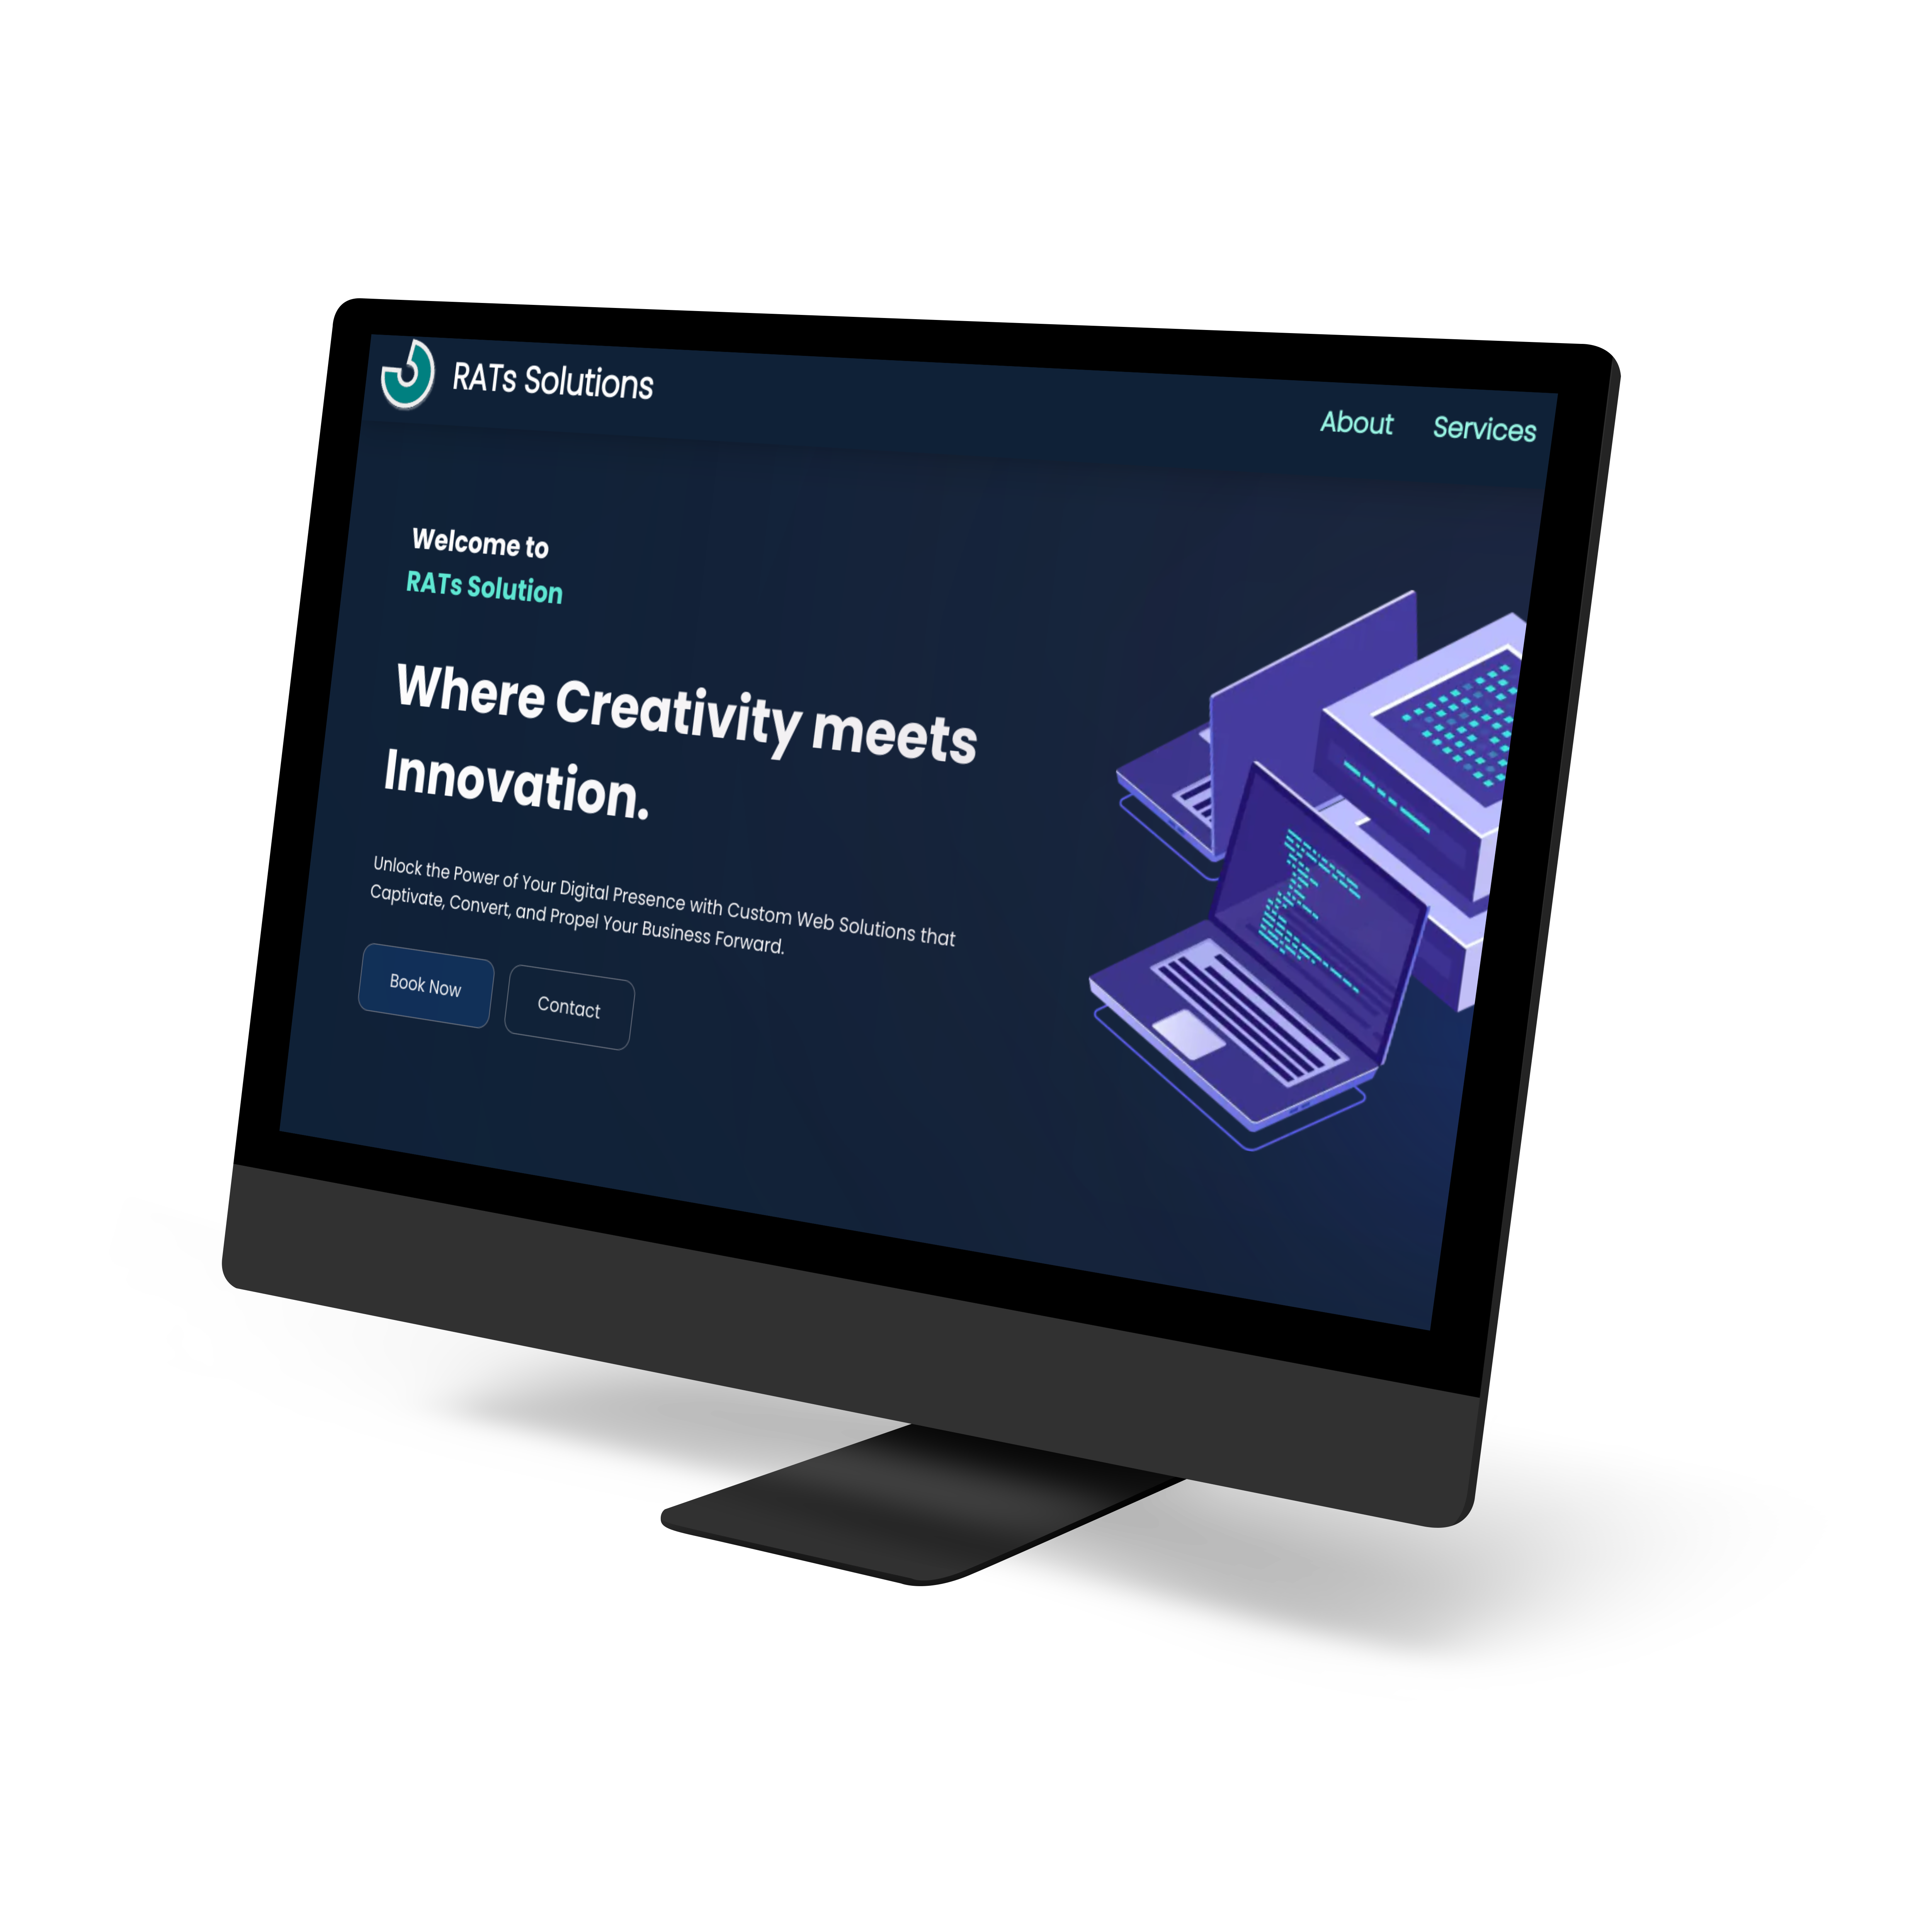 RATs Solutions
About Services
Welcome to
RATs Solution
Where Creativity meets
Innovation.
Unlock the Power of Your Digital Presence with Custom Web Solutions that
Captivate, Convert, and Propel Your Business Forward.
Book Now Contact